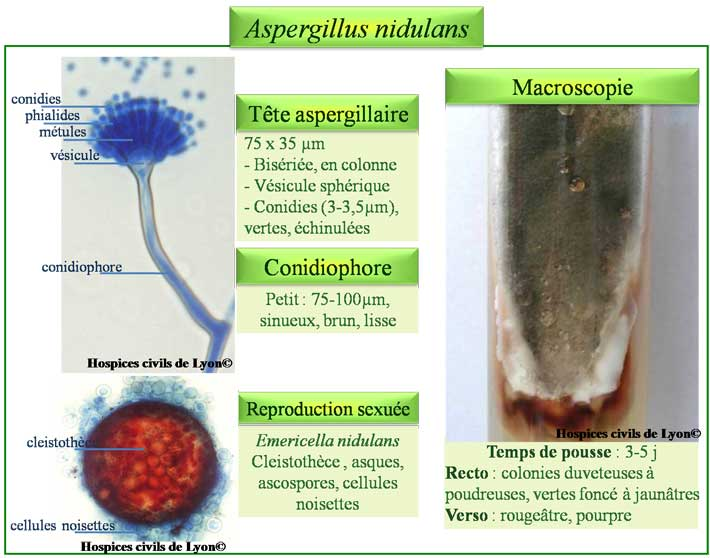 Aspergillus nidulans
conidies
phialides
métules
vésicule
conidiophore
Hospices civils de Lyon©
Tête aspergillaire
75 x 35 µm
- Bisériée, en colonne
- Vésicule sphérique
- Conidies (3-3,5µm),
vertes, échinulées
Conidiophore
Petit : 75-100µm,
sinueux, brun, lisse
cleistothèce
cellules noisettes
Hospices civils de Lyon©
Reproduction sexuée
Emericella nidulans
Cleistothèce , asques,
ascospores, cellules
noisettes
Macroscopie
Hospices civils de Lyon©
Temps de pousse : 3-5 j
Recto : colonies duveteuses à
poudreuses, vertes foncé à jaunâtres
Verso : rougeâtre, pourpre